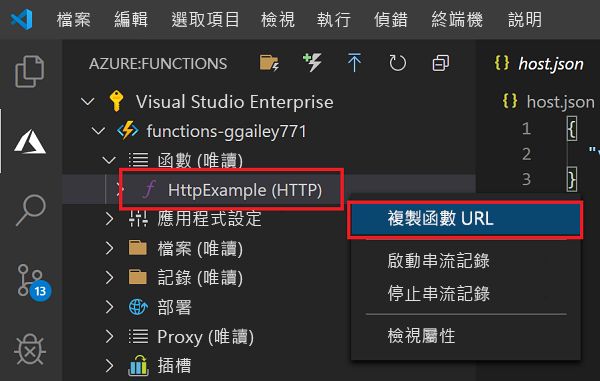 檔案 編輯 選取項目 檢視 執行 偵錯 終端機 說明
AZURE:FUNCTIONS
Visual Studio Enterprise
functions-ggailey771
函數 (唯讀)
HttpExample (HTTP)
應用程式設定
檔案 (唯讀)
記錄 (唯讀)
部署
Proxy (唯讀)
插槽
13
複製函數 URL
啟動串流記錄
停止串流記錄
檢視屬性
{} host.json
{} host.json
1 {
2 "
3 }